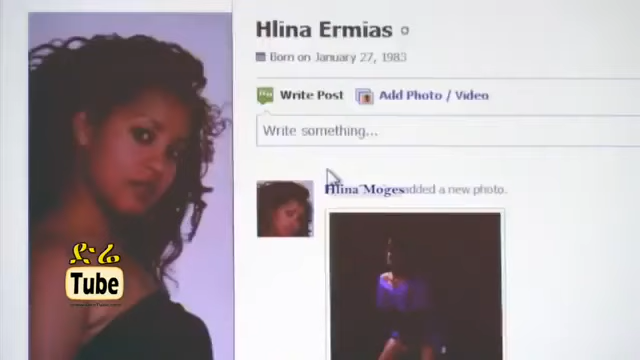 Hlina Ermias
Born on January 27, 1983
Write Post
Add Photo / Video
Write something...
Hlina Moges added a new photo.
ድሬ
Tube